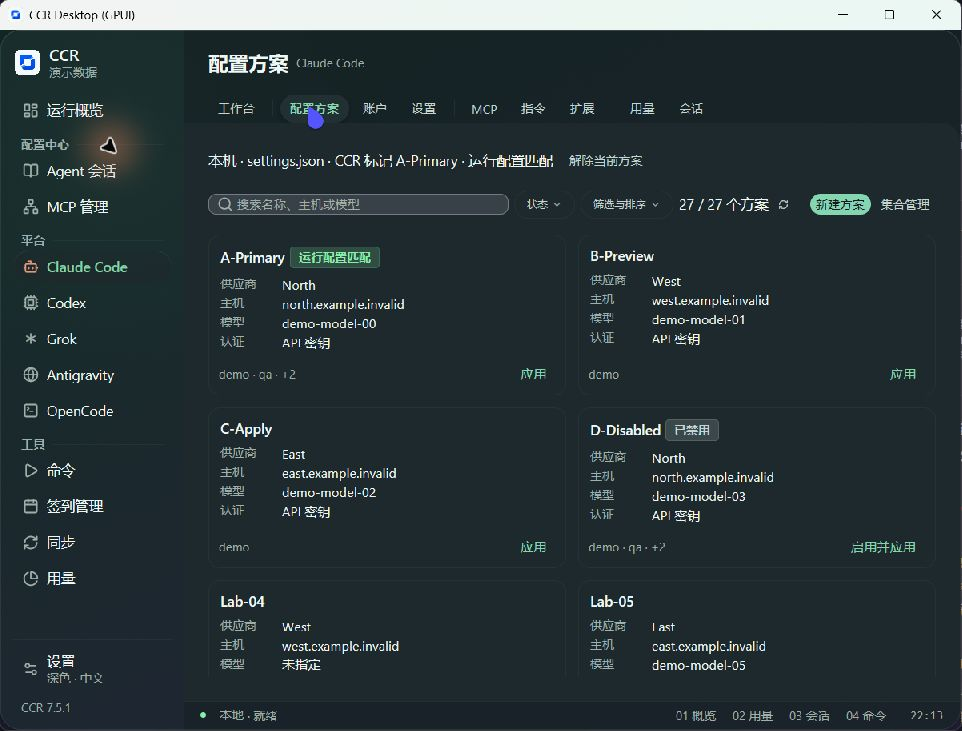 CCR Desktop (GPUI)
CCR
演示数据
运行概览
配置中心
Agent 会话
MCP 管理
平台
Claude Code
Codex
Grok
Antigravity
OpenCode
工具
命令
签到管理
同步
用量
设置
深色 · 中文
CCR 7.5.1
配置方案 Claude Code
工作台 配置方案 账户 设置 MCP 指令 扩展 用量 会话
本机 · settings.json · CCR 标记 A-Primary · 运行配置匹配 解除当前方案
搜索名称、主机或模型 状态 筛选与排序 27 / 27 个方案 新建方案 集合管理
A-Primary 运行配置匹配
供应商 North
主机 north.example.invalid
模型 demo-model-00
认证 API 密钥
demo · qa · +2 应用
B-Preview
供应商 West
主机 west.example.invalid
模型 demo-model-01
认证 API 密钥
demo 应用
C-Apply
供应商 East
主机 east.example.invalid
模型 demo-model-02
认证 API 密钥
demo 应用
D-Disabled 已禁用
供应商 North
主机 north.example.invalid
模型 demo-model-03
认证 API 密钥
demo · qa · +2 启用并应用
Lab-04
供应商 West
主机 west.example.invalid
模型 未指定
Lab-05
供应商 East
主机 east.example.invalid
模型 demo-model-05
本地 · 就绪 01 概览 02 用量 03 会话 04 命令 22:13